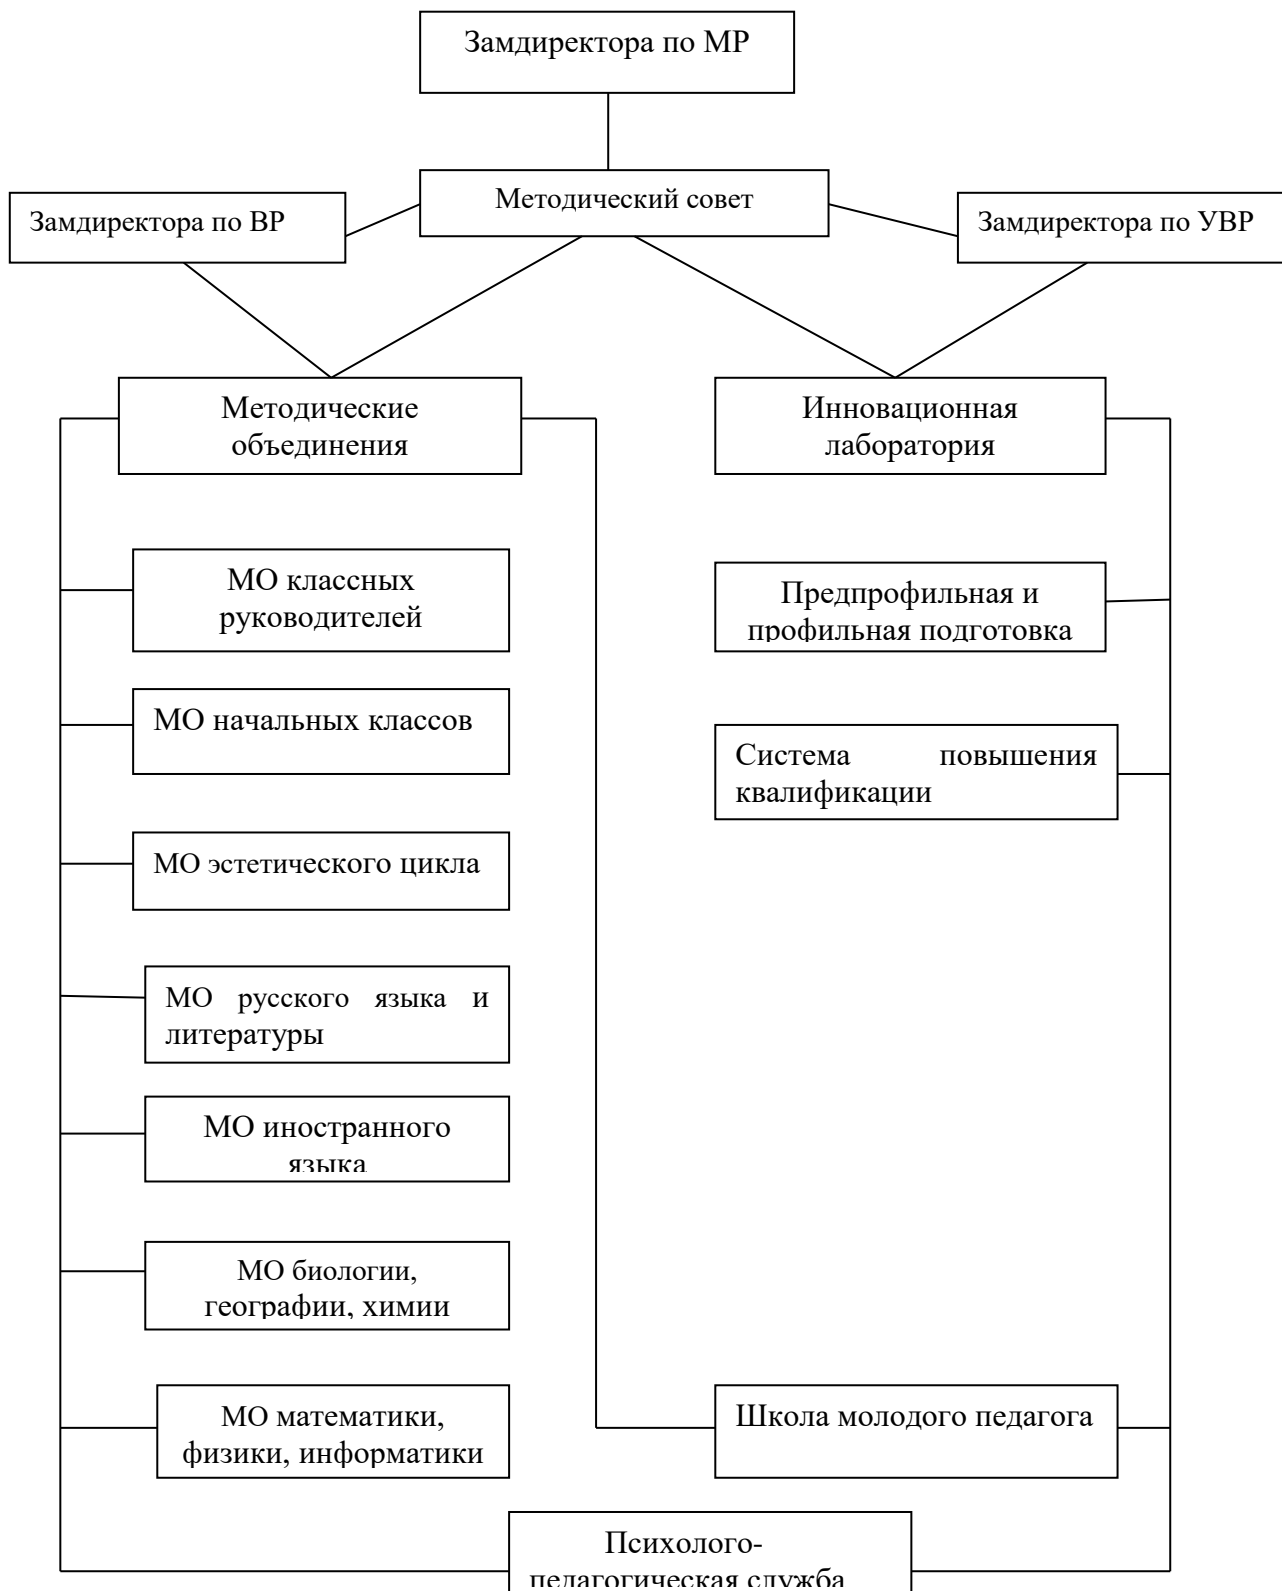 Замдиректора по МР
Методический совет
Замдиректора по ВР
Замдиректора по УВР
Методические
объединения
Инновационная
лаборатория
МО классных
руководителей
Предпрофильная и
профильная подготовка
МО начальных классов
Система повышения
квалификации
МО эстетического цикла
МО русского языка и
литературы
МО иностранного
языка
МО биологии,
географии, химии
МО математики,
физики, информатики
Школа молодого педагога
Психолого-
педагогическая служба